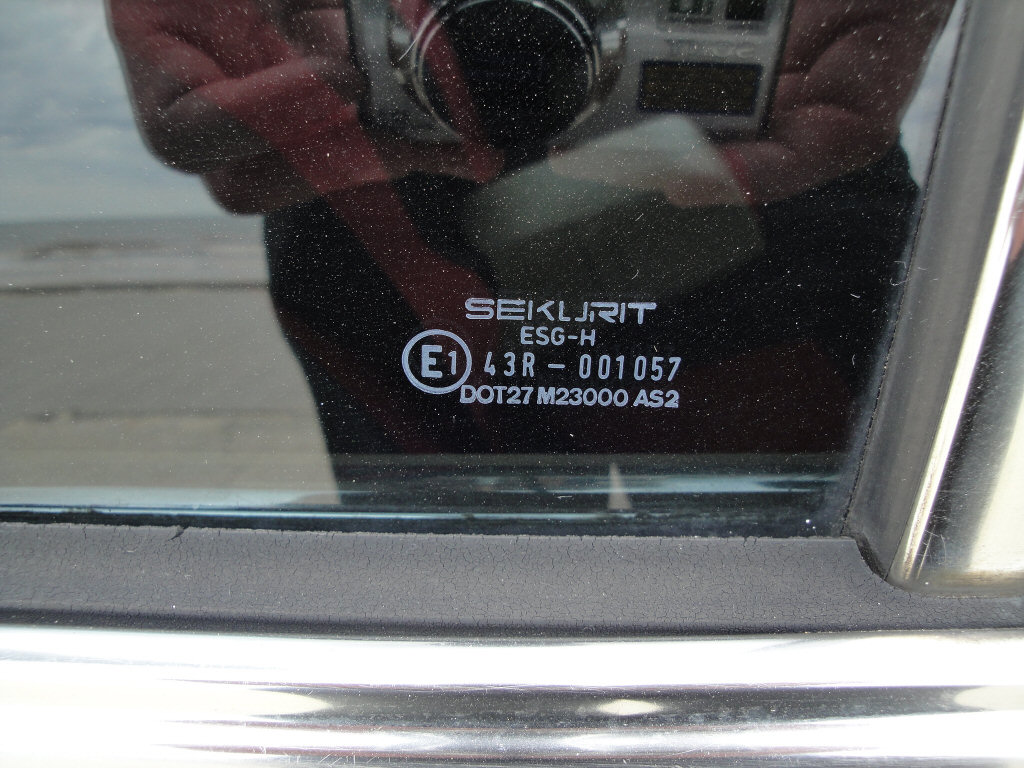 SEKURIT
ESG-H
E1 43R - 001057
DOT27 M23000 AS2